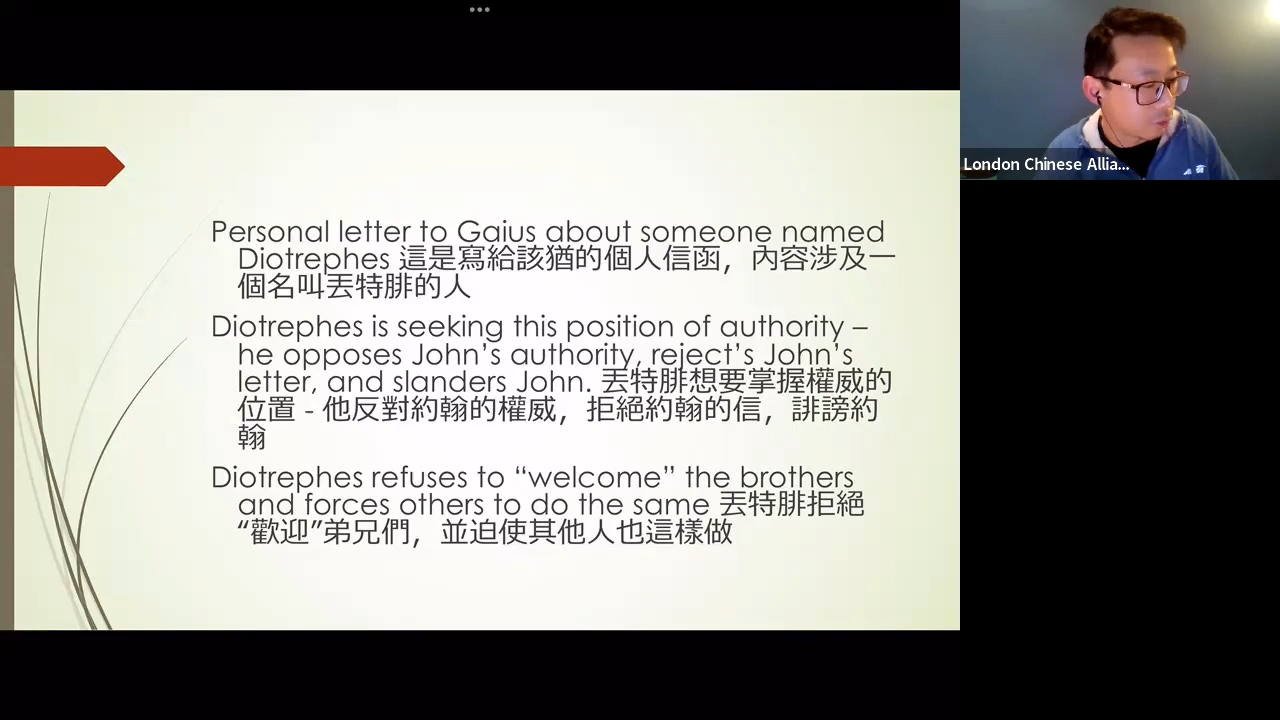 Personal letter to Gaius about someone named
Diotrephes 這是寫給該猶的個人信函，內容涉及一
個名叫丟特腓的人
Diotrephes is seeking this position of authority –
he opposes John’s authority, reject’s John’s
letter, and slanders John. 丟特腓想要掌握權威的
位置 - 他反對約翰的權威，拒絕約翰的信，誹謗約
翰
Diotrephes refuses to “welcome” the brothers
and forces others to do the same 丟特腓拒絕
“歡迎”弟兄們，並迫使其他人也這樣做
London Chinese Allia...